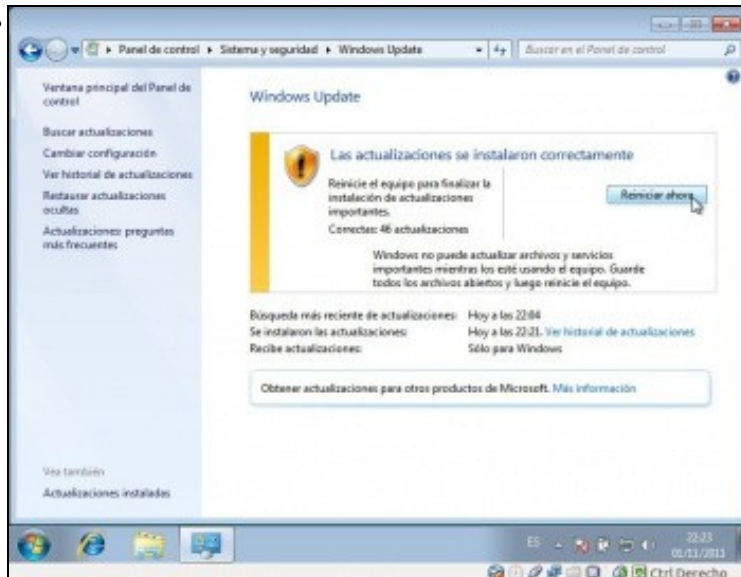 Panel de control ▸ Sistema y seguridad ▸ Windows Update
Buscar en el Panel de control
Ventana principal del Panel de
control
Buscar actualizaciones
Cambiar configuración
Ver historial de actualizaciones
Restaurar actualizaciones
ocultas
Actualizaciones: preguntas
más frecuentes
Vea también
Actualizaciones instaladas
Windows Update
Las actualizaciones se instalaron correctamente
Reinicie el equipo para finalizar la
instalación de actualizaciones
importantes.
Correctas: 46 actualizaciones
Reiniciar ahora
Windows no puede actualizar archivos y servicios
importantes mientras los esté usando el equipo. Guarde
todos los archivos abiertos y luego reinicie el equipo.
Búsqueda más reciente de actualizaciones: Hoy a las 22:04
Se instalaron las actualizaciones: Hoy a las 22:21. Ver historial de actualizaciones
Recibe actualizaciones: Sólo para Windows
Obtener actualizaciones para otros productos de Microsoft. Más información
ES
22:23
01/11/2011
Ctrl Derecho